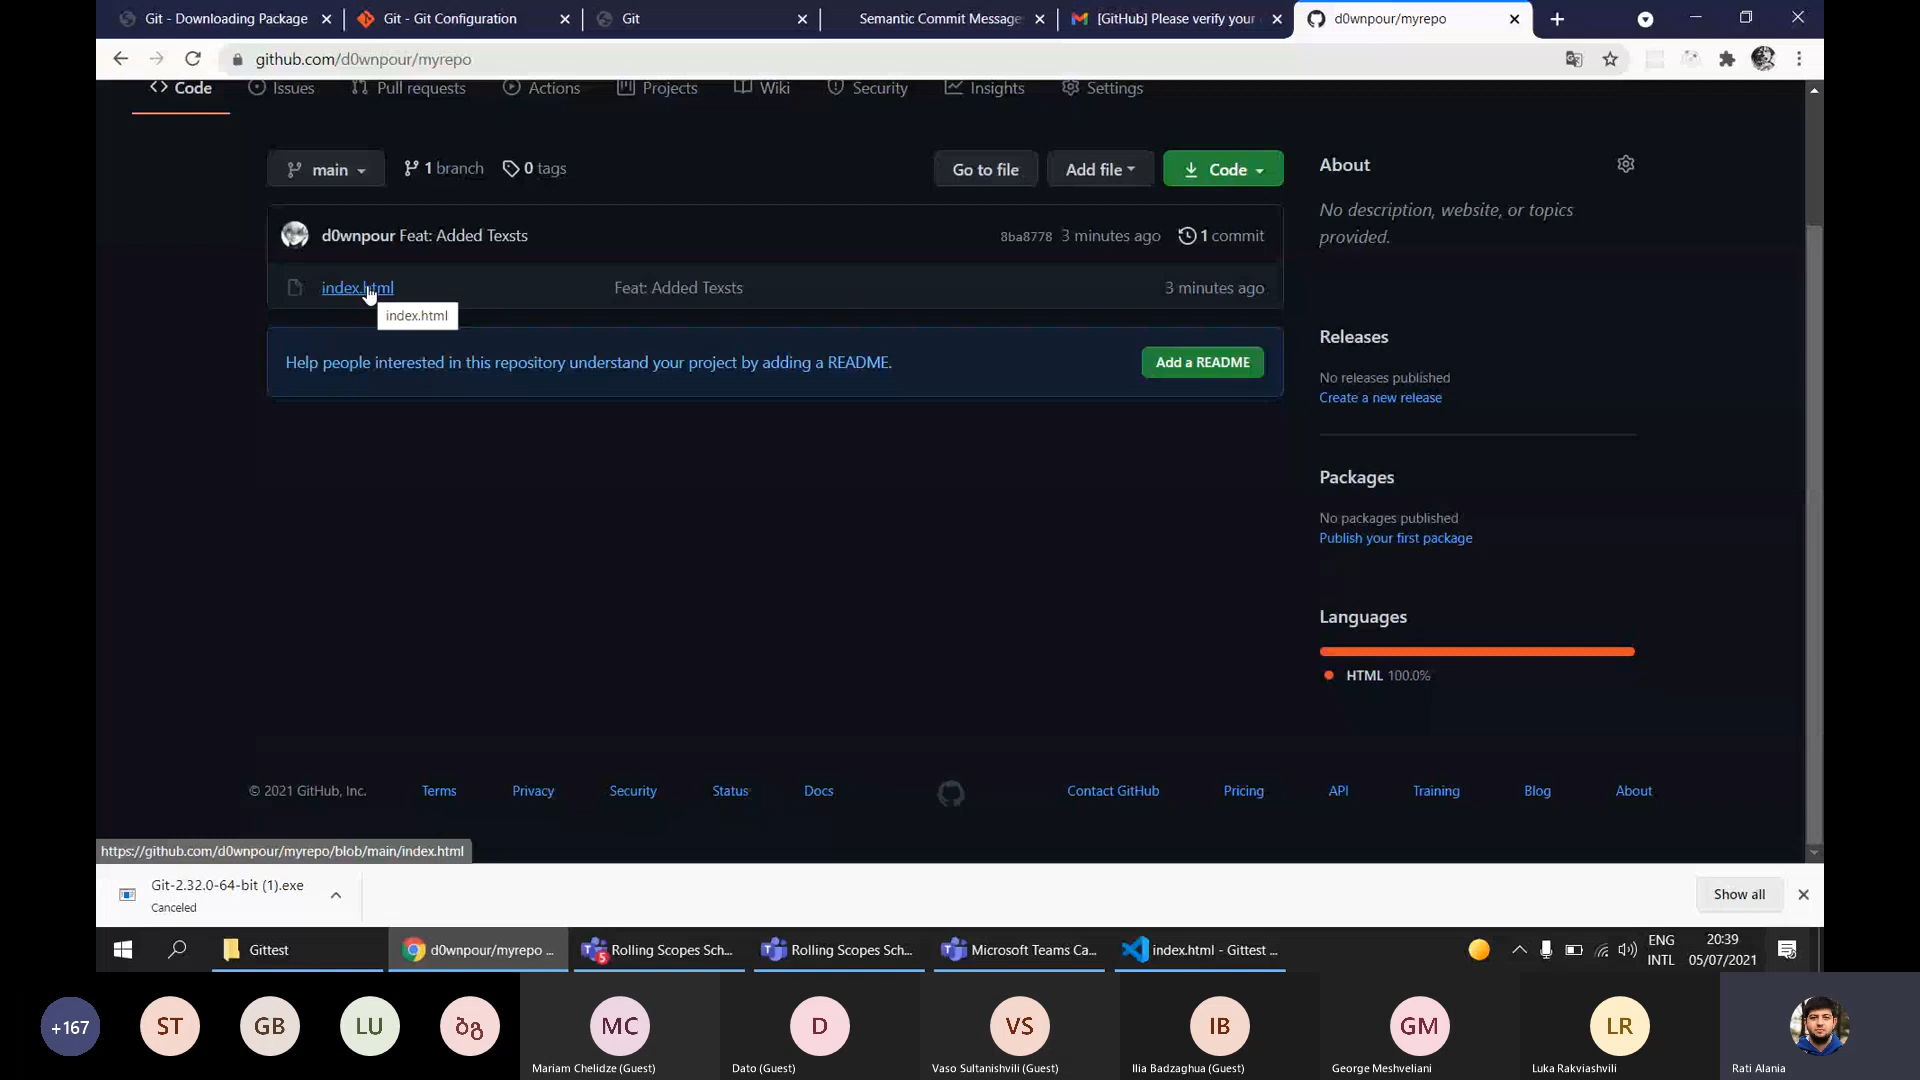 Git - Downloading Package
Git - Git Configuration
Git
Semantic Commit Message
[GitHub] Please verify your
d0wnpour/myrepo
github.com/d0wnpour/myrepo
Code
Issues
Pull requests
Actions
Projects
Wiki
Security
Insights
Settings
main
1 branch
0 tags
Go to file
Add file
Code
About
No description, website, or topics
provided.
d0wnpour Feat: Added Texsts
8ba8778 3 minutes ago
1 commit
index.html
Feat: Added Texsts
3 minutes ago
index.html
Help people interested in this repository understand your project by adding a README.
Add a README
Releases
No releases published
Create a new release
Packages
No packages published
Publish your first package
Languages
HTML 100.0%
© 2021 GitHub, Inc.
Terms
Privacy
Security
Status
Docs
Contact GitHub
Pricing
API
Training
Blog
About
https://github.com/d0wnpour/myrepo/blob/main/index.html
Git-2.32.0-64-bit (1).exe
Canceled
Show all
Gittest
d0wnpour/myrepo ...
5
Rolling Scopes Sch...
Rolling Scopes Sch...
Microsoft Teams Ca...
index.html - Gittest ...
ENG
INTL
20:39
05/07/2021
+167
ST
GB
LU
მგ
MC
D
VS
IB
GM
LR
Mariam Chelidze (Guest)
Dato (Guest)
Vaso Sultanishvili (Guest)
Ilia Badzaghua (Guest)
George Meshveliani
Luka Rakviashvili
Rati Alania